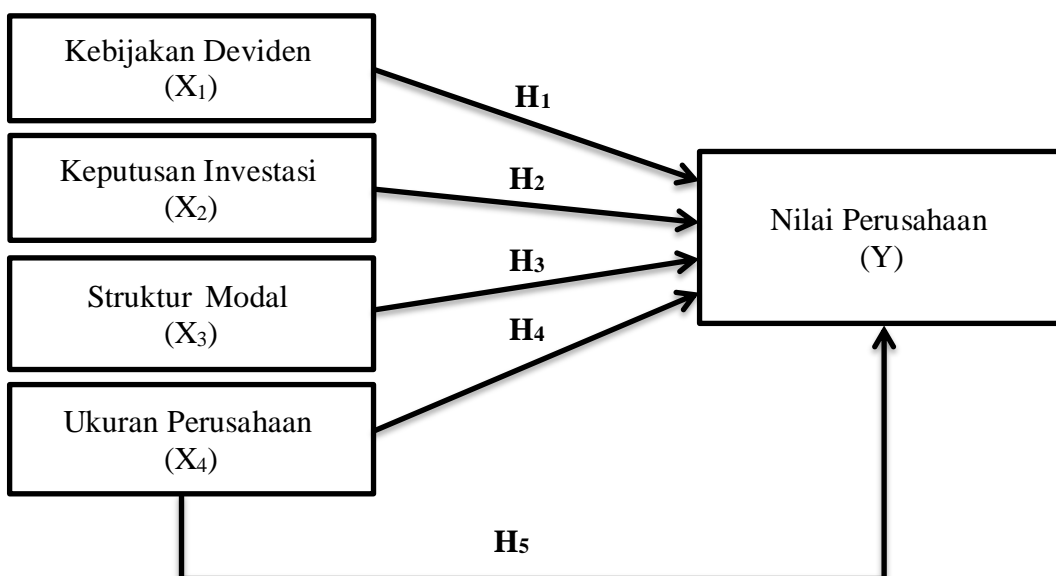 Kebijakan Deviden
(X₁)
H₁
Keputusan Investasi
(X₂)
H₂
Nilai Perusahaan
(Y)
Struktur Modal
(X₃)
H₃
H₄
Ukuran Perusahaan
(X₄)
H₅